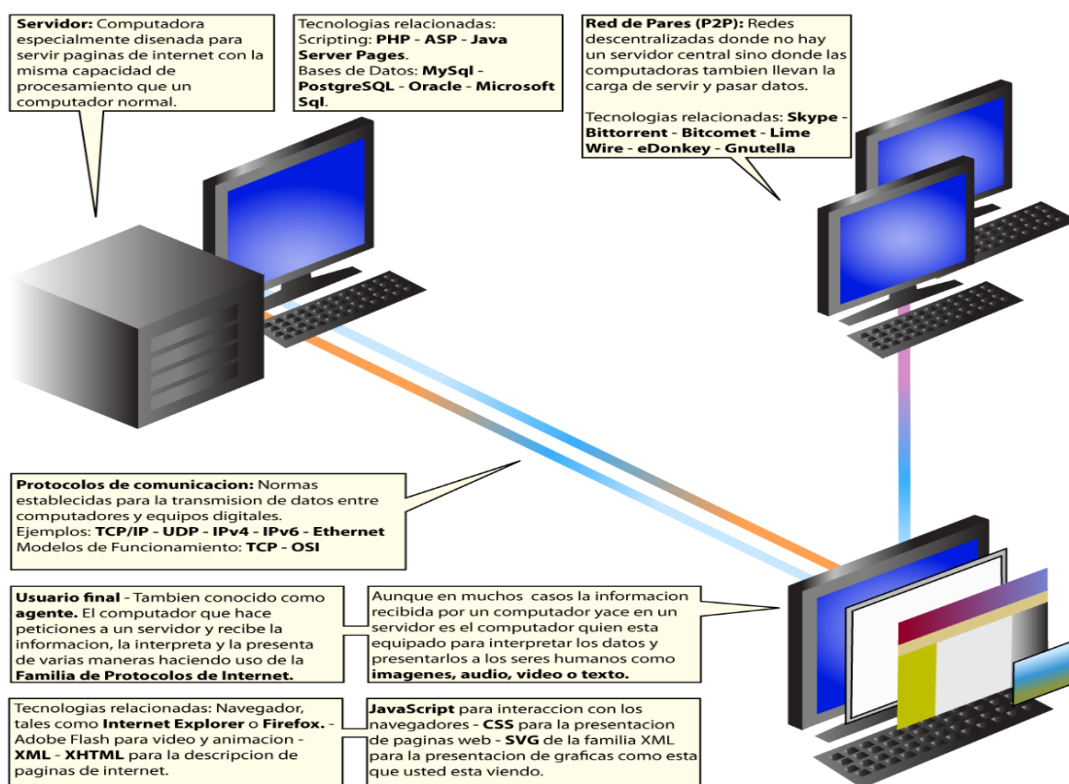 Servidor: Computadora
especialmente disenada para
servir paginas de internet con la
misma capacidad de
procesamiento que un
computador normal.
Tecnologias relacionadas:
Scripting: PHP - ASP - Java
Server Pages.
Bases de Datos: MySql -
PostgreSQL - Oracle - Microsoft
Sql.
Red de Pares (P2P): Redes
descentralizadas donde no hay
un servidor central sino donde las
computadoras tambien llevan la
carga de servir y pasar datos.
Tecnologias relacionadas: Skype -
Bittorrent - Bitcomet - Lime
Wire - eDonkey - Gnutella
Protocolos de comunicacion: Normas
establecidas para la transmision de datos entre
computadores y equipos digitales.
Ejemplos: TCP/IP - UDP - IPv4 - IPv6 - Ethernet
Modelos de Funcionamiento: TCP - OSI
Usuario final - Tambien conocido como
agente. El computador que hace
peticiones a un servidor y recibe la
informacion, la interpreta y la presenta
de varias maneras haciendo uso de la
Familia de Protocolos de Internet.
Aunque en muchos casos la informacion
recibida por un computador yace en un
servidor es el computador quien esta
equipado para interpretar los datos y
presentarlos a los seres humanos como
imagenes, audio, video o texto.
Tecnologias relacionadas: Navegador,
tales como Internet Explorer o Firefox. -
Adobe Flash para video y animacion -
XML - XHTML para la descripcion de
paginas de internet.
JavaScript para interaccion con los
navegadores - CSS para la presentacion
de paginas web - SVG de la familia XML
para la presentacion de graficas como esta
que usted esta viendo.